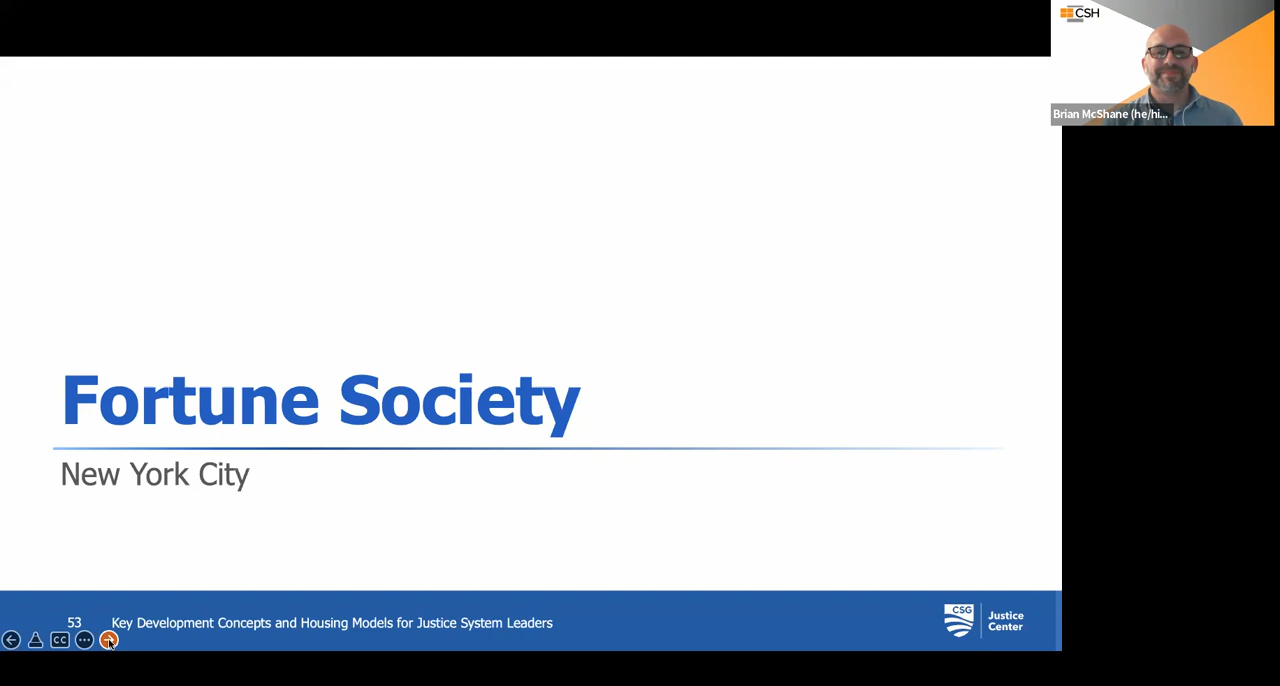 CSH
Brian McShane (he/hi...
Fortune Society
New York City
53
Key Development Concepts and Housing Models for Justice System Leaders
CSG
Justice
Center
CC